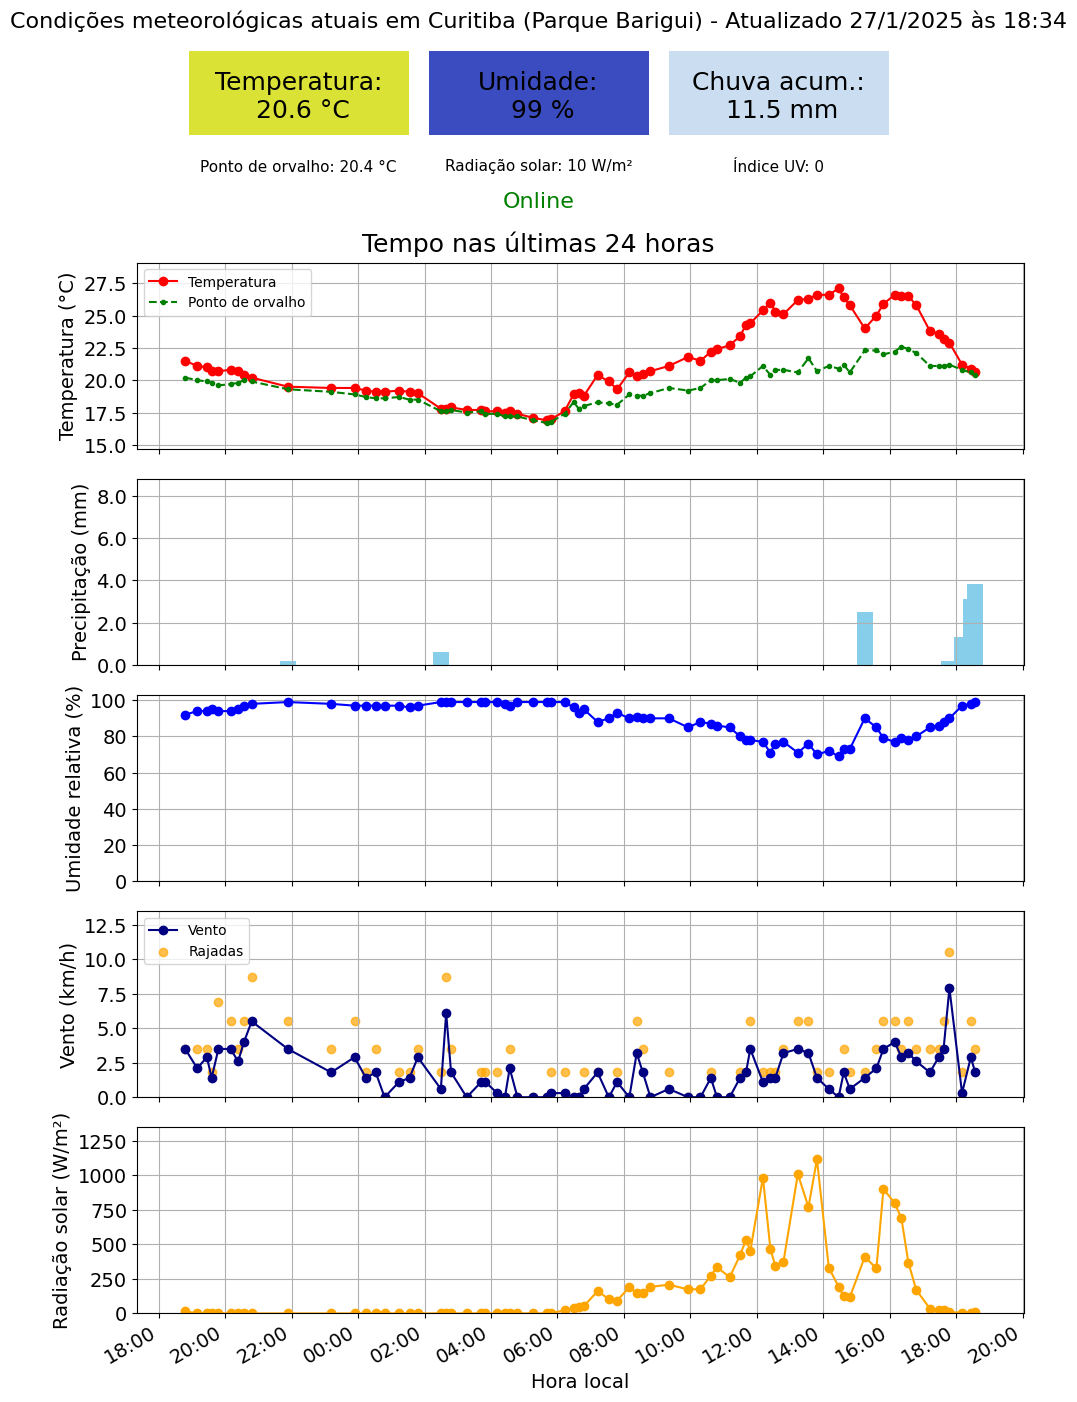 Condições meteorológicas atuais em Curitiba (Parque Barigui) - Atualizado 27/1/2025 às 18:34
Temperatura:
20.6 °C
Umidade:
99 %
Chuva acum.:
11.5 mm
Ponto de orvalho: 20.4 °C
Radiação solar: 10 W/m²
Índice UV: 0
Online
Tempo nas últimas 24 horas
Temperatura (°C)
27.5
25.0
22.5
20.0
17.5
15.0
Temperatura
Ponto de orvalho
Precipitação (mm)
8.0
6.0
4.0
2.0
0.0
Umidade relativa (%)
100
80
60
40
20
0
Vento (km/h)
12.5
10.0
7.5
5.0
2.5
0.0
Vento
Rajadas
Radiação solar (W/m²)
1250
1000
750
500
250
0
18:00
20:00
22:00
00:00
02:00
04:00
06:00
08:00
10:00
12:00
14:00
16:00
18:00
20:00
Hora local